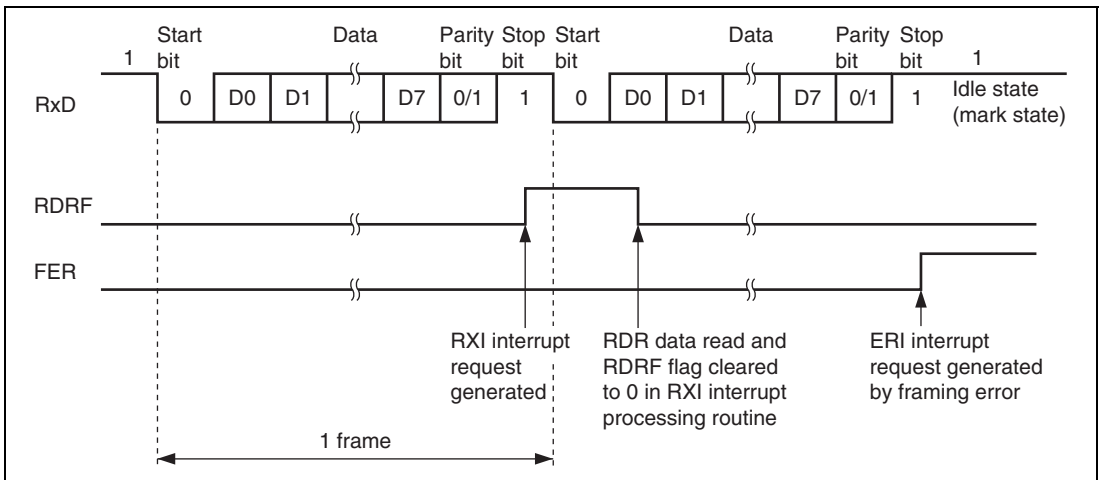 Start Data Parity Stop Start Data Parity Stop
1 bit bit bit bit bit bit 1
RxD 0 D0 D1 D7 0/1 1 0 D0 D1 D7 0/1 1 Idle state
(mark state)
RDRF
FER
RXI interrupt
request
generated
RDR data read and
RDRF flag cleared
to 0 in RXI interrupt
processing routine
ERI interrupt
request generated
by framing error
1 frame